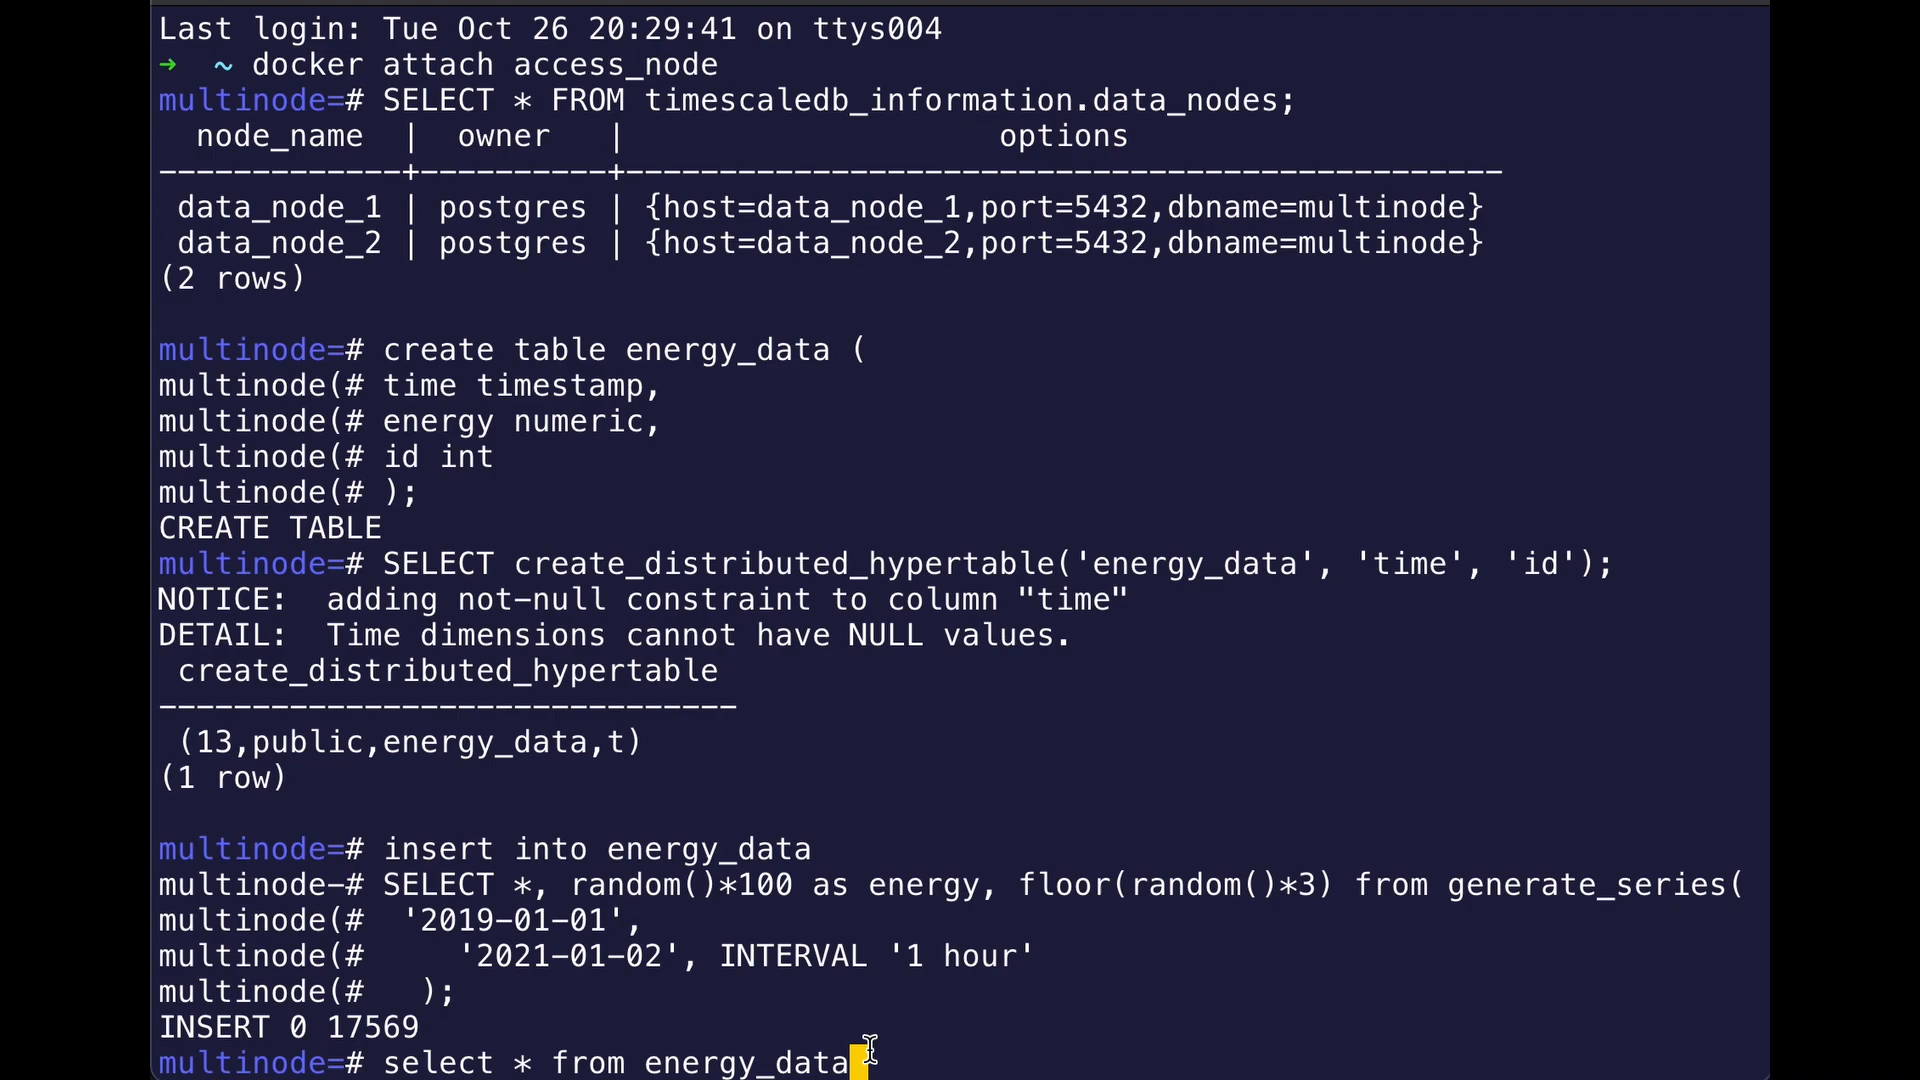 Last login: Tue Oct 26 20:29:41 on ttys004
→  ~ docker attach access_node
multinode=# SELECT * FROM timescaledb_information.data_nodes;
  node_name  |  owner   |                    options
-------------+----------+-----------------------------------------------
 data_node_1 | postgres | {host=data_node_1,port=5432,dbname=multinode}
 data_node_2 | postgres | {host=data_node_2,port=5432,dbname=multinode}
(2 rows)
multinode=# create table energy_data (
multinode(# time timestamp,
multinode(# energy numeric,
multinode(# id int
multinode(# );
CREATE TABLE
multinode=# SELECT create_distributed_hypertable('energy_data', 'time', 'id');
NOTICE:  adding not-null constraint to column "time"
DETAIL:  Time dimensions cannot have NULL values.
 create_distributed_hypertable
-------------------------------
 (13,public,energy_data,t)
(1 row)
multinode=# insert into energy_data
multinode-# SELECT *, random()*100 as energy, floor(random()*3) from generate_series(
multinode(#  '2019-01-01',
multinode(#     '2021-01-02', INTERVAL '1 hour'
multinode(#   );
INSERT 0 17569
multinode=# select * from energy_data